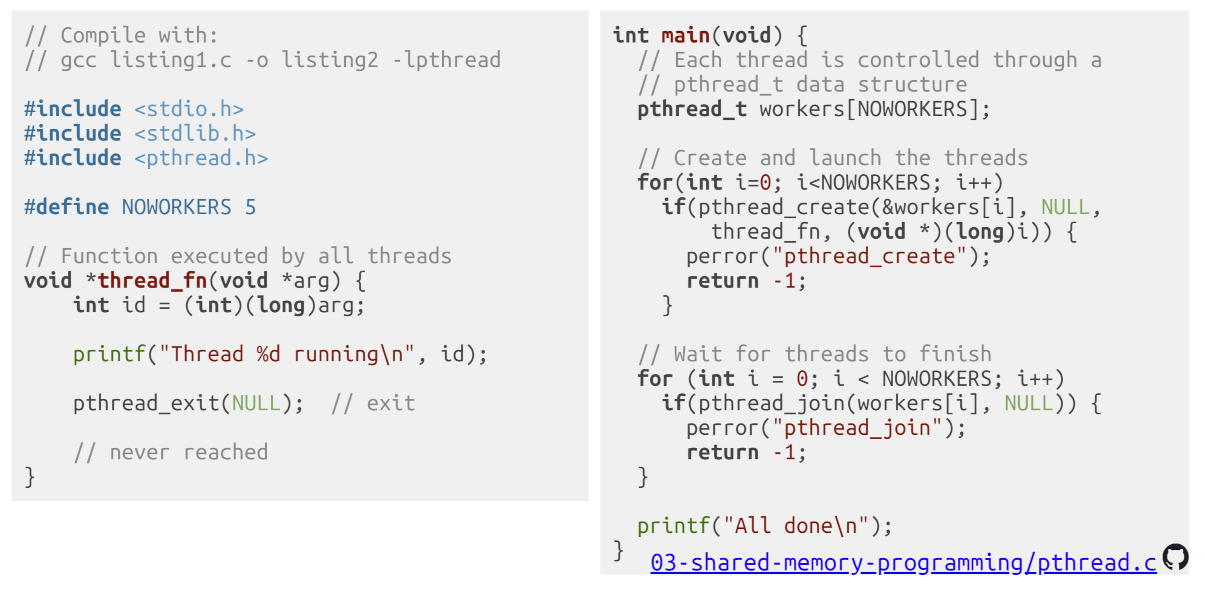 // Compile with:
// gcc listing1.c -o listing2 -lpthread
#include <stdio.h>
#include <stdlib.h>
#include <pthread.h>
#define NOWORKERS 5
// Function executed by all threads
void *thread_fn(void *arg) {
    int id = (int)(long)arg;
    printf("Thread %d running\n", id);
    pthread_exit(NULL);  // exit
    // never reached
}
int main(void) {
  // Each thread is controlled through a
  // pthread_t data structure
  pthread_t workers[NOWORKERS];
  // Create and launch the threads
  for(int i=0; i<NOWORKERS; i++)
    if(pthread_create(&workers[i], NULL,
        thread_fn, (void *)(long)i)) {
      perror("pthread_create");
      return -1;
    }
  // Wait for threads to finish
  for (int i = 0; i < NOWORKERS; i++)
    if(pthread_join(workers[i], NULL)) {
      perror("pthread_join");
      return -1;
  }
  printf("All done\n");
}
03-shared-memory-programming/pthread.c